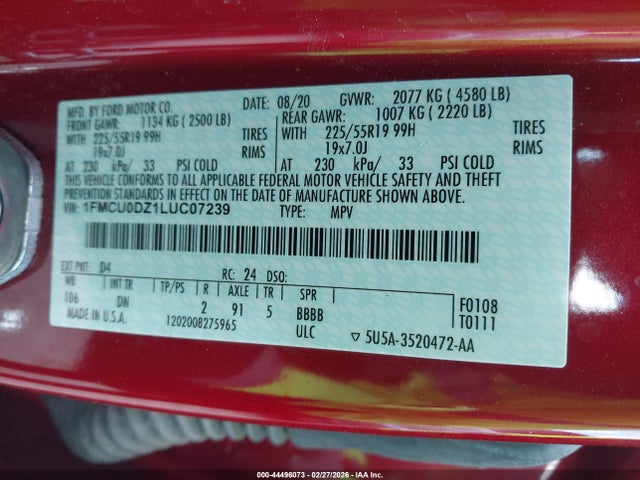 MFD. BY FORD MOTOR CO. DATE: 08/20 GVWR: 2077 KG ( 4580 LB)
FRONT GAWR: 1134 KG ( 2500 LB) REAR GAWR: 1007 KG ( 2220 LB)
WITH 225/55R19 99H TIRES WITH 225/55R19 99H TIRES
19x7.0J RIMS 19x7.0J RIMS
AT 230 kPa/ 33 PSI COLD AT 230 kPa/ 33 PSI COLD
THIS VEHICLE CONFORMS TO ALL APPLICABLE FEDERAL MOTOR VEHICLE SAFETY AND THEFT
PREVENTION STANDARDS IN EFFECT ON THE DATE OF MANUFACTURE SHOWN ABOVE.
VIN: 1FMCU0DZ1LUC07239 TYPE: MPV
EXT PNT: D4 RC: 24 DSO:
WB INT TR TP/PS R AXLE TR SPR
106 DN 2 91 5 BBBB F0108
MADE IN U.S.A. 1202008275965 ULC T0111
▽ 5U5A-3520472-AA
000-44496073 - 02/27/2026 - IAA Inc.